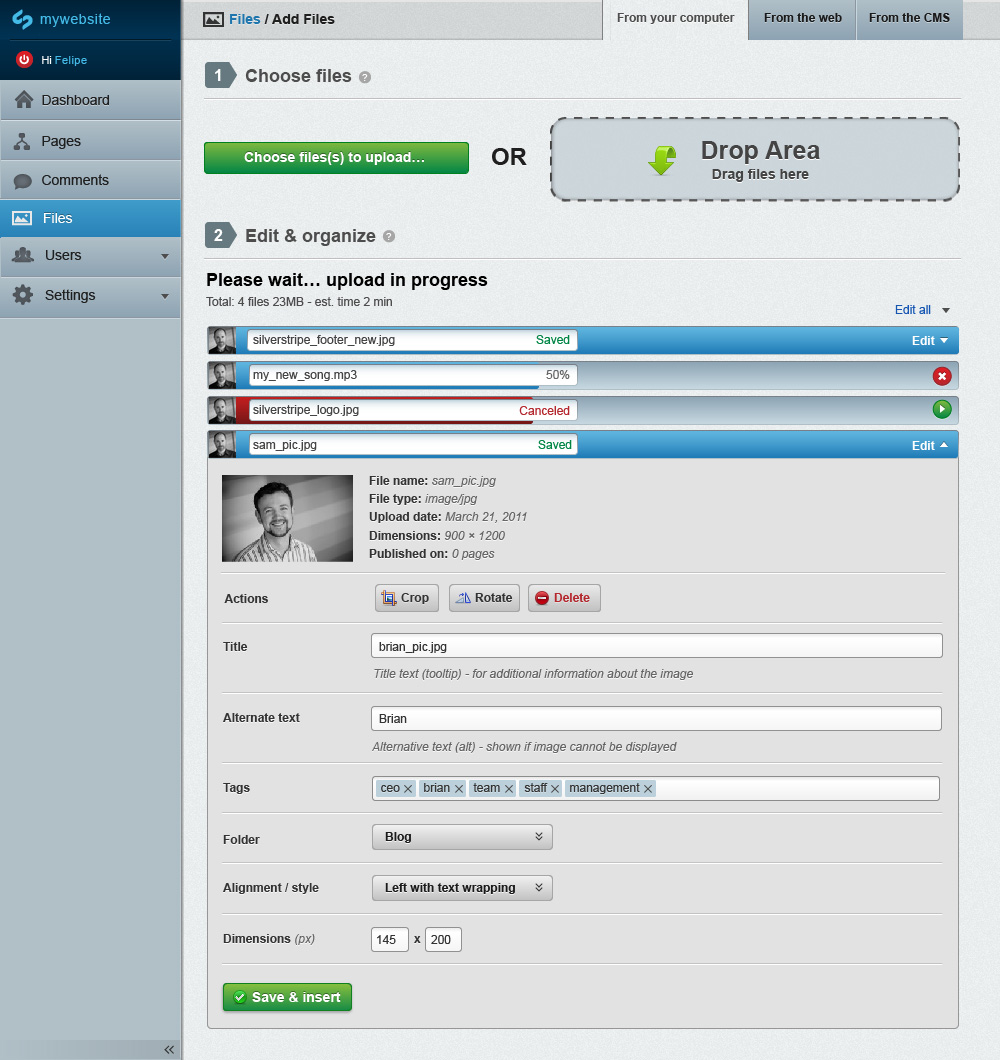 mywebsite
Hi Felipe
Dashboard
Pages
Comments
Files
Users
Settings
«
Files / Add Files
From your computer
From the web
From the CMS
1 Choose files ?
Choose files(s) to upload...
OR
Drop Area
Drag files here
2 Edit & organize ?
Please wait... upload in progress
Total: 4 files 23MB - est. time 2 min
Edit all
silverstripe_footer_new.jpg Saved Edit
my_new_song.mp3 50%
silverstripe_logo.jpg Canceled
sam_pic.jpg Saved Edit
File name: sam_pic.jpg
File type: image/jpg
Upload date: March 21, 2011
Dimensions: 900 × 1200
Published on: 0 pages
Actions Crop Rotate Delete
Title brian_pic.jpg
Title text (tooltip) - for additional information about the image
Alternate text Brian
Alternative text (alt) - shown if image cannot be displayed
Tags ceo × brian × team × staff × management ×
Folder Blog
Alignment / style Left with text wrapping
Dimensions (px) 145 x 200
Save & insert